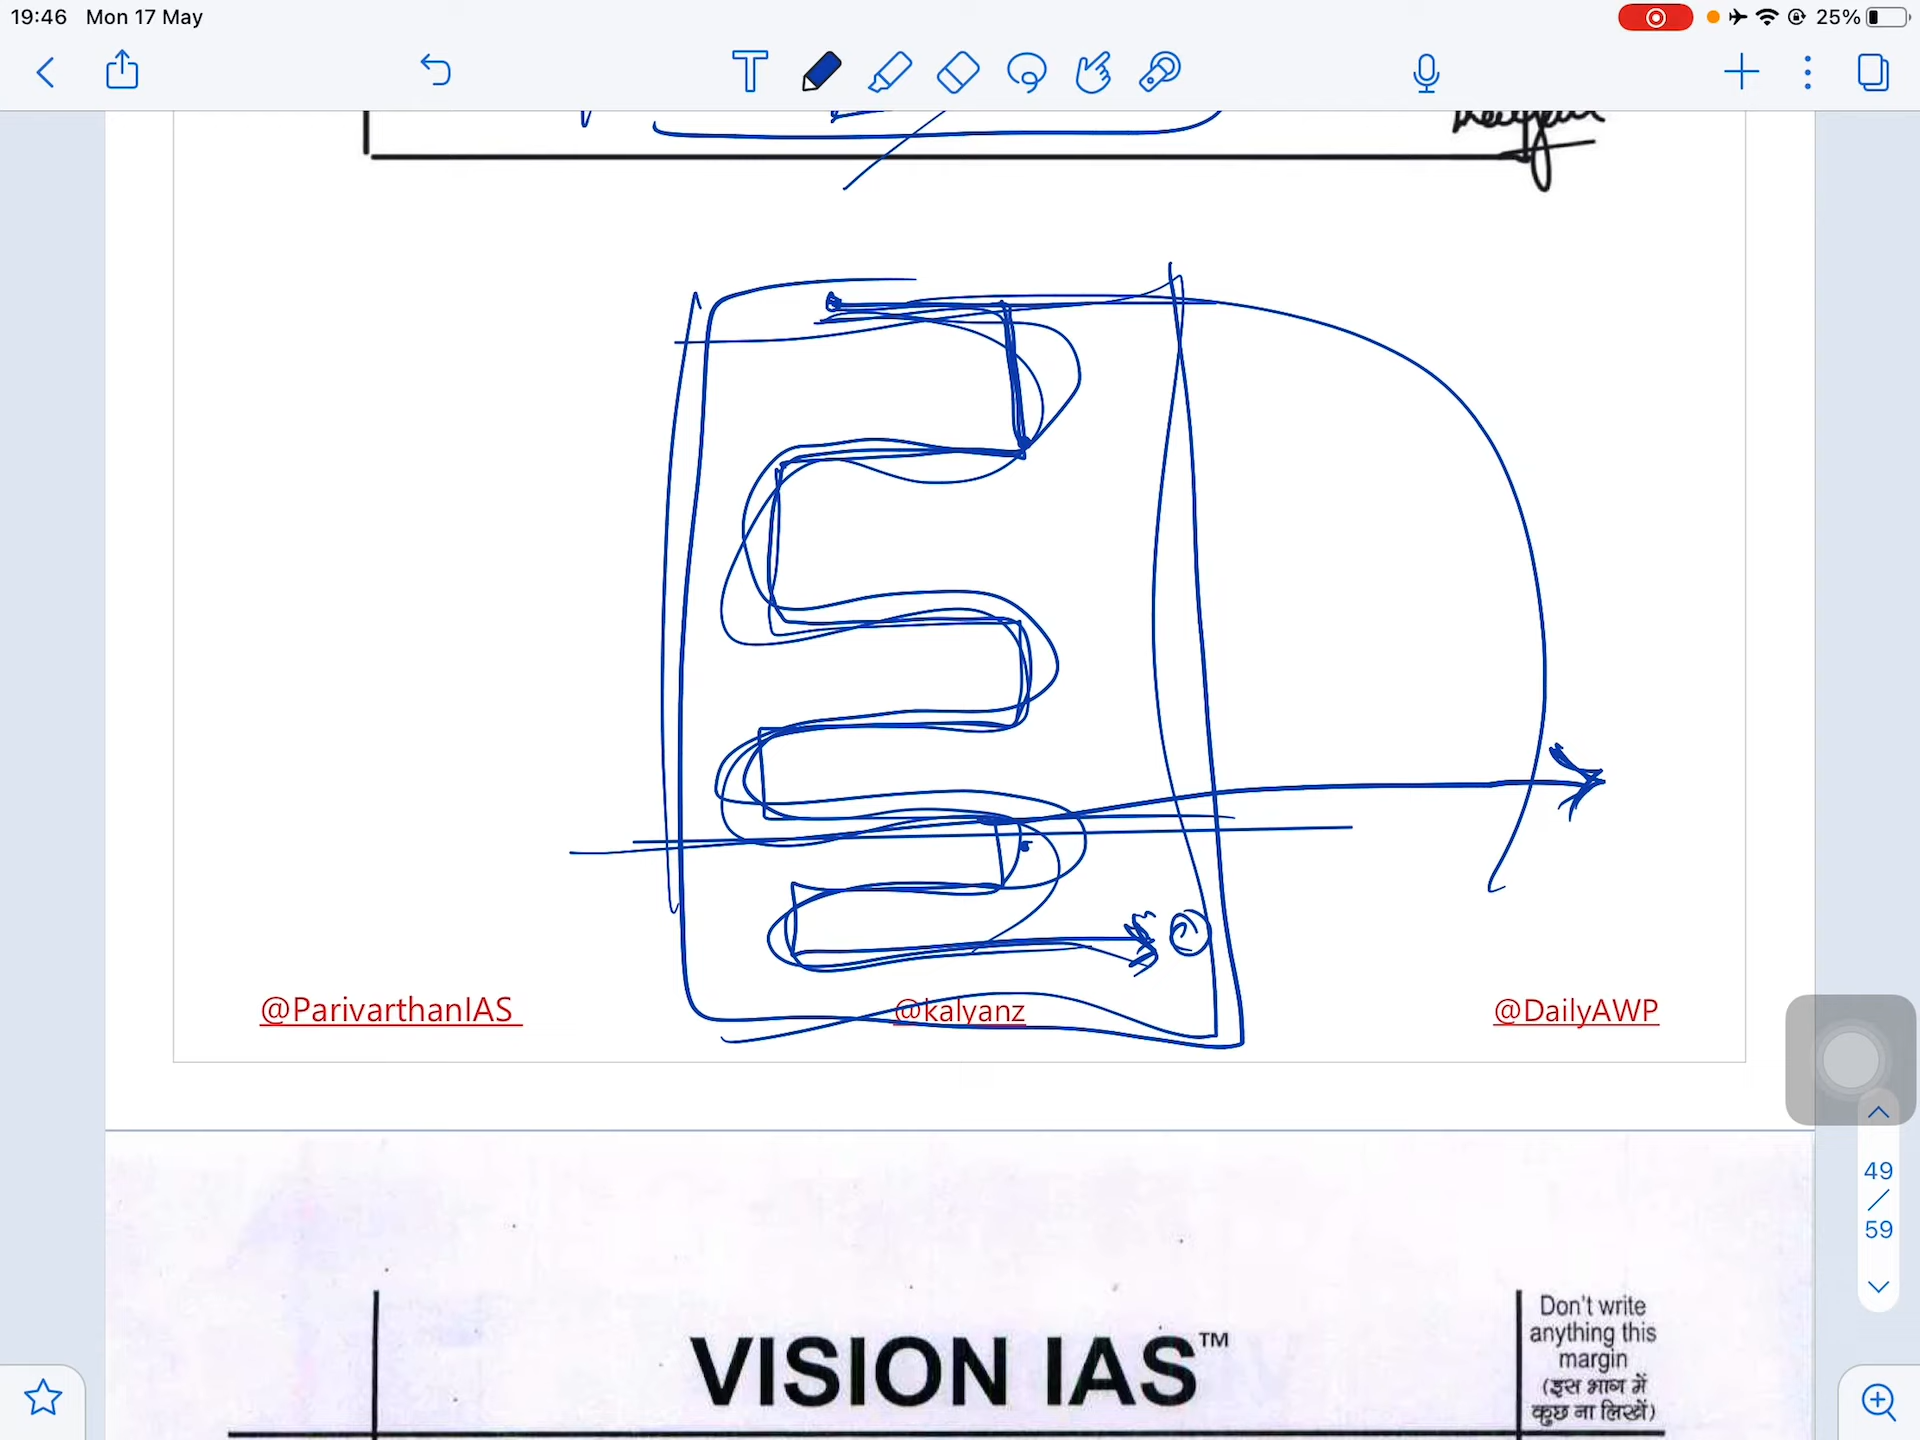 19:46 Mon 17 May
25%
@ParivarthanIAS
@kalyanz
@DailyAWP
49
/
59
VISION IAS™
Don't write
anything this
margin
(इस भाग में
कुछ ना लिखें)